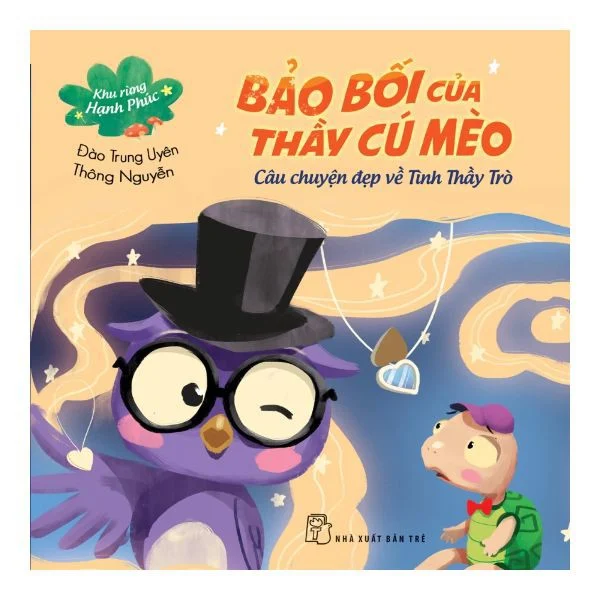 Khu rừng
Hạnh Phúc
Đào Trung Uyên
Thông Nguyễn
BẢO BỐI CỦA
THẦY CÚ MÈO
Câu chuyện đẹp về Tình Thầy Trò
NHÀ XUẤT BẢN TRẺ